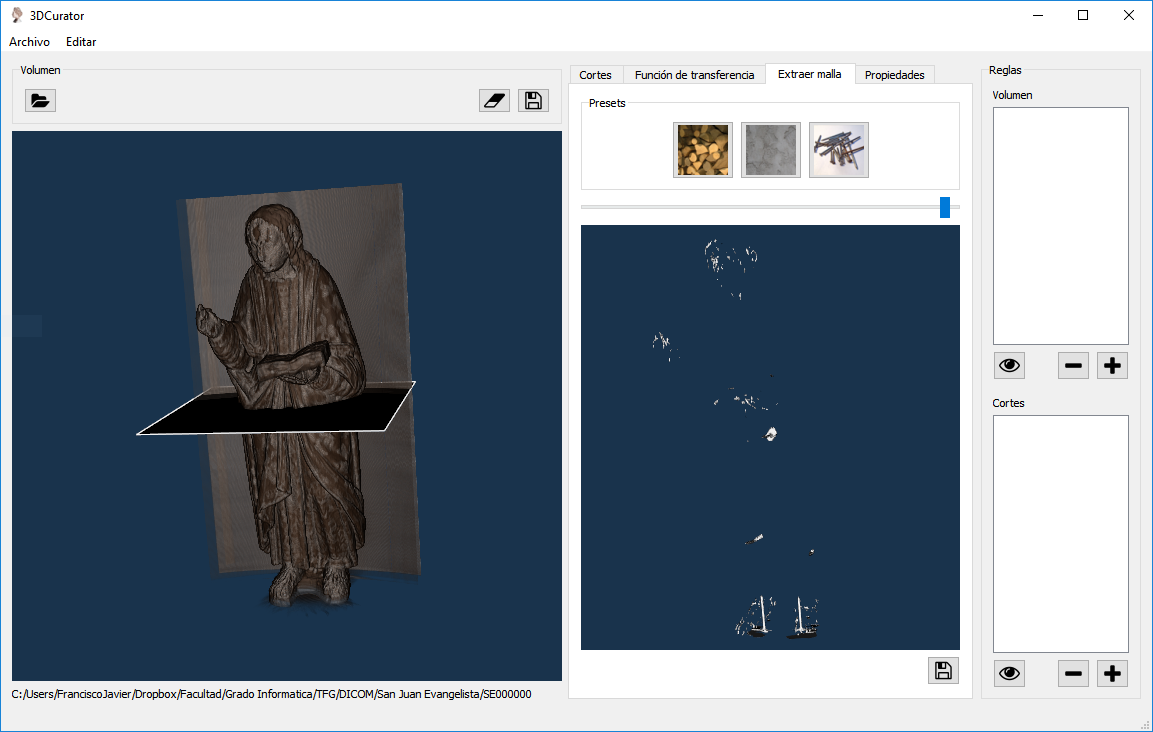 3DCurator
Archivo Editar
Volumen
Cortes Función de transferencia Extraer malla Propiedades
Presets
Reglas
Volumen
Cortes
C:/Users/FranciscoJavier/Dropbox/Facultad/Grado Informatica/TFG/DICOM/San Juan Evangelista/SE000000